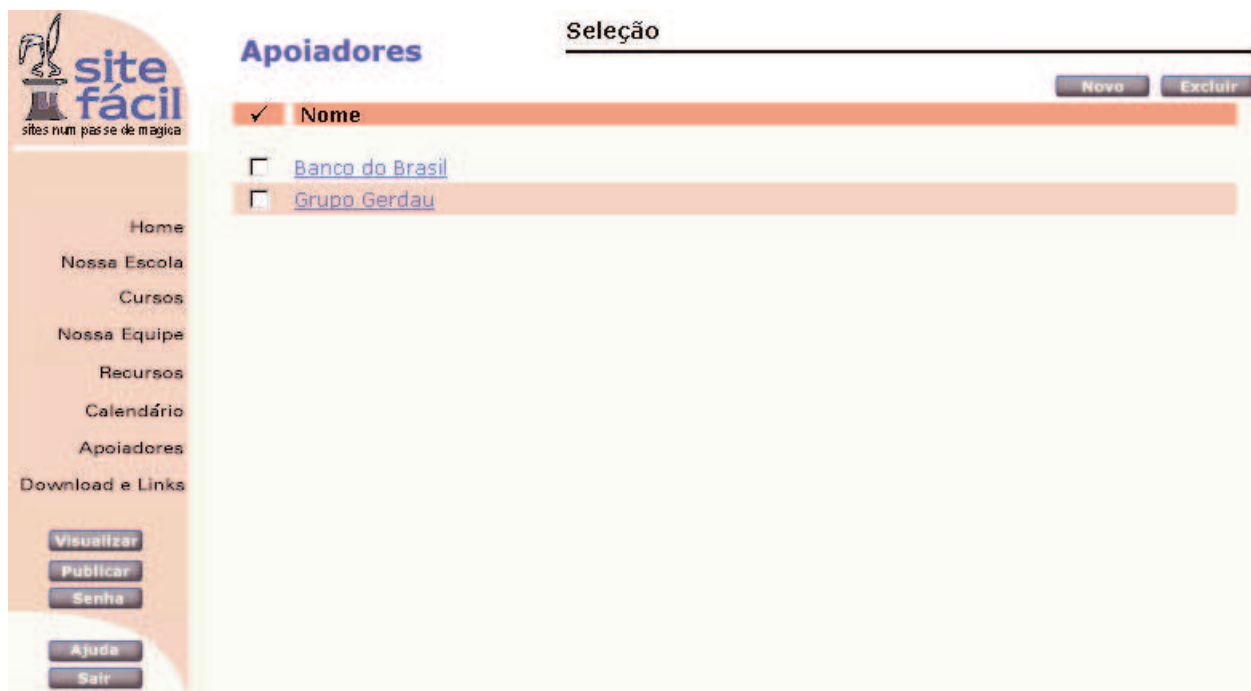 site
fácil
sites num passe de magica
Apoiadores
Seleção
Novo Excluir
✓ Nome
Banco do Brasil
Grupo Gerdau
Home
Nossa Escola
Cursos
Nossa Equipe
Recursos
Calendário
Apoiadores
Download e Links
Visualizar
Publicar
Senha
Ajuda
Sair